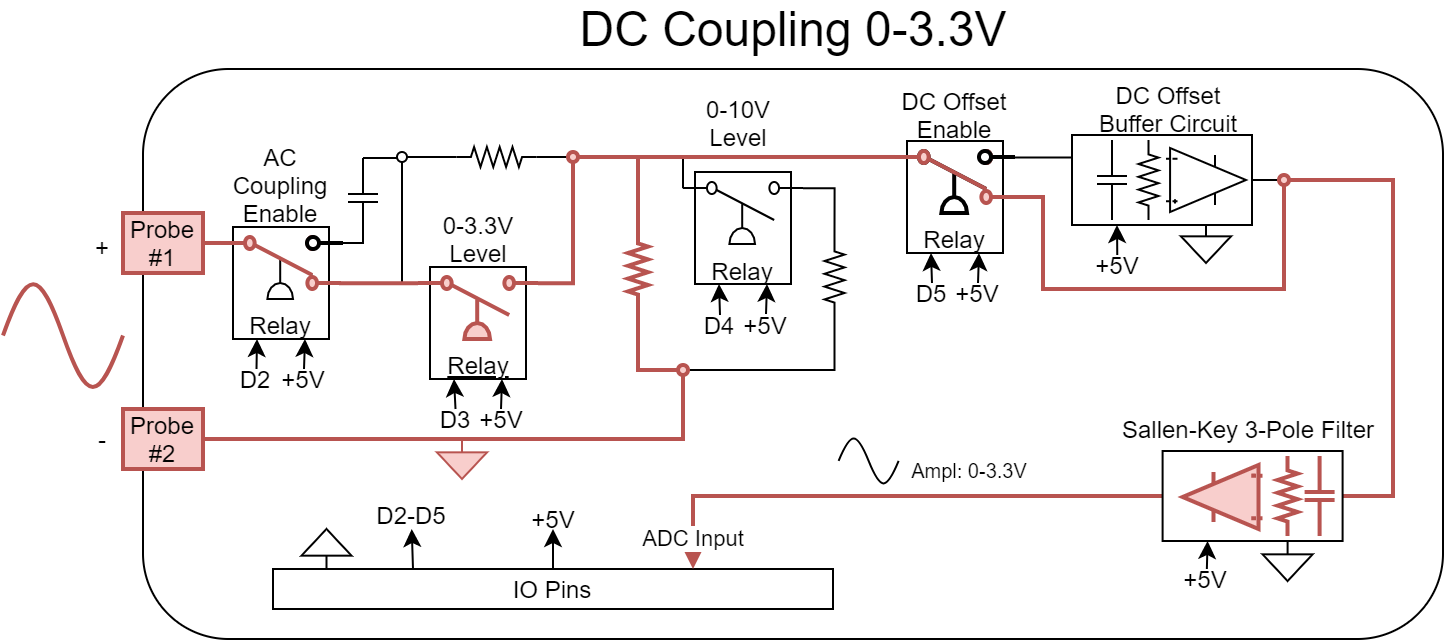 DC Coupling 0-3.3V
AC
Coupling
Enable
Relay
D2 +5V
0-3.3V
Level
Relay
D3 +5V
0-10V
Level
Relay
D4 +5V
DC Offset
Enable
Relay
D5 +5V
DC Offset
Buffer Circuit
- +
+5V
+
Probe
#1
-
Probe
#2
Sallen-Key 3-Pole Filter
+5V
Ampl: 0-3.3V
ADC Input
D2-D5
+5V
IO Pins